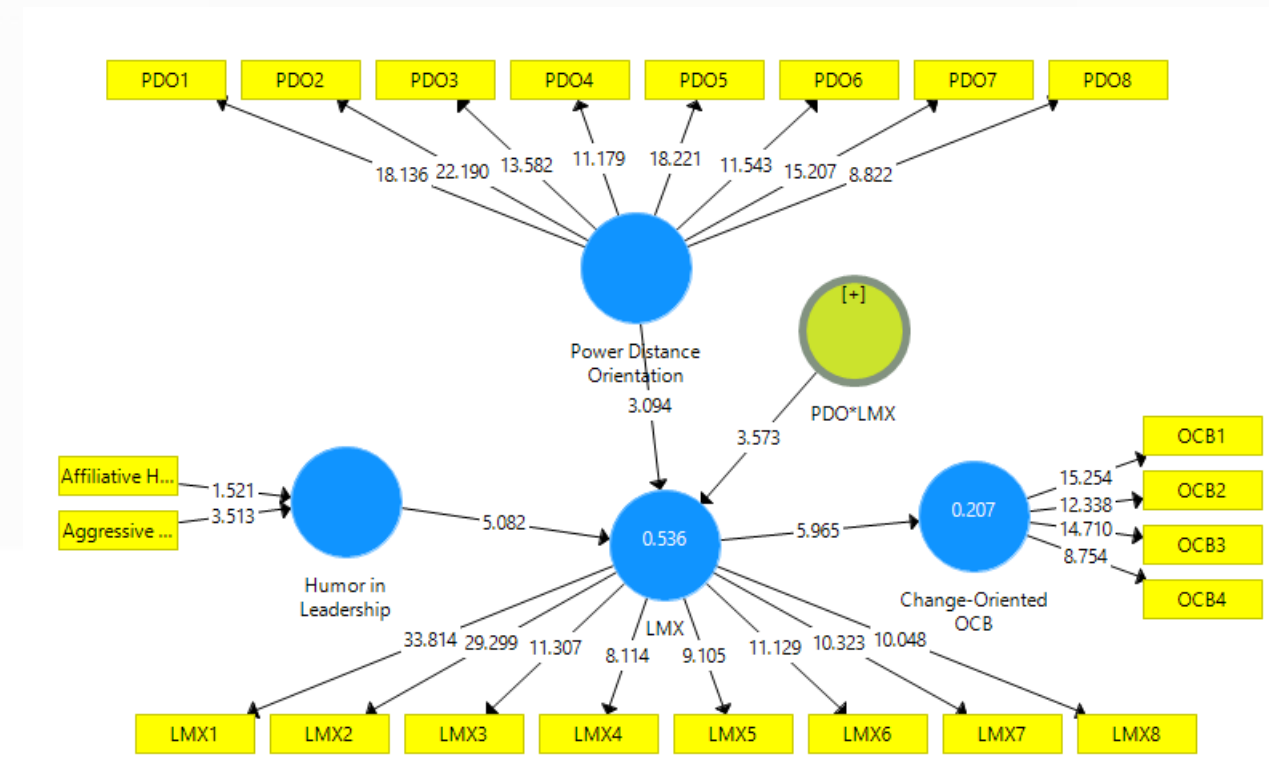 PDO1 PDO2 PDO3 PDO4 PDO5 PDO6 PDO7 PDO8
18.136 22.190 13.582 11.179 18.221 11.543 15.207 8.822
[+]
Power Distance
Orientation
PDO*LMX
3.094
3.573
Affiliative H...
Aggressive ...
1.521
3.513
Humor in
Leadership
5.082
0.536
LMX
5.965
0.207
Change-Oriented
OCB
15.254
12.338
14.710
8.754
OCB1
OCB2
OCB3
OCB4
33.814 29.299 11.307 8.114 9.105 11.129 10.323 10.048
LMX1 LMX2 LMX3 LMX4 LMX5 LMX6 LMX7 LMX8